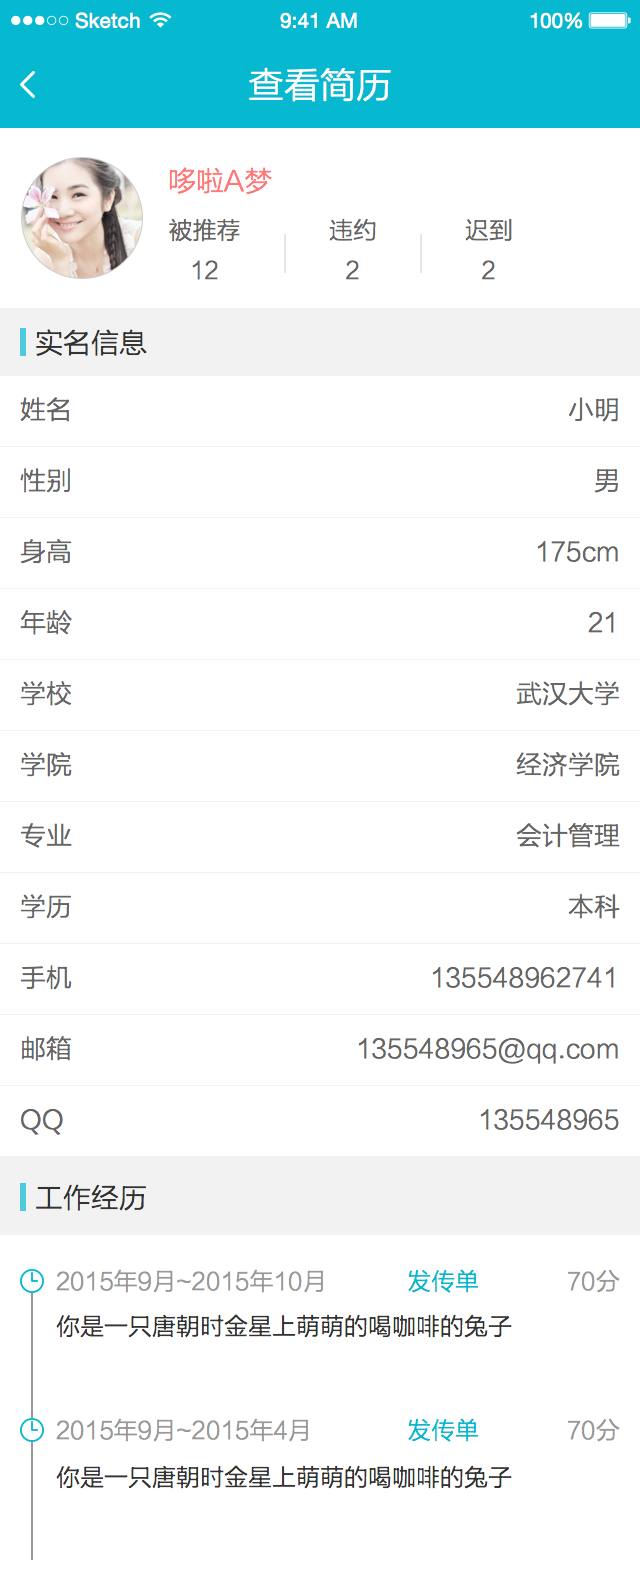 Sketch 9:41 AM 100%
查看简历
哆啦A梦
被推荐 违约 迟到
12 2 2
实名信息
姓名 小明
性别 男
身高 175cm
年龄 21
学校 武汉大学
学院 经济学院
专业 会计管理
学历 本科
手机 135548962741
邮箱 135548965@qq.com
QQ 135548965
工作经历
2015年9月~2015年10月 发传单 70分
你是一只唐朝时金星上萌萌的喝咖啡的兔子
2015年9月~2015年4月 发传单 70分
你是一只唐朝时金星上萌萌的喝咖啡的兔子